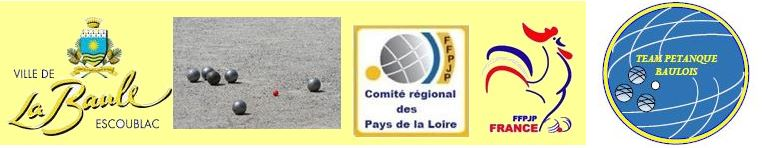 VILLE DE
La Baule
ESCOUBLAC
FFPJP
Comité régional
des
Pays de la Loire
FFPJP
FRANCE
TEAM PETANQUE
BAULOIS